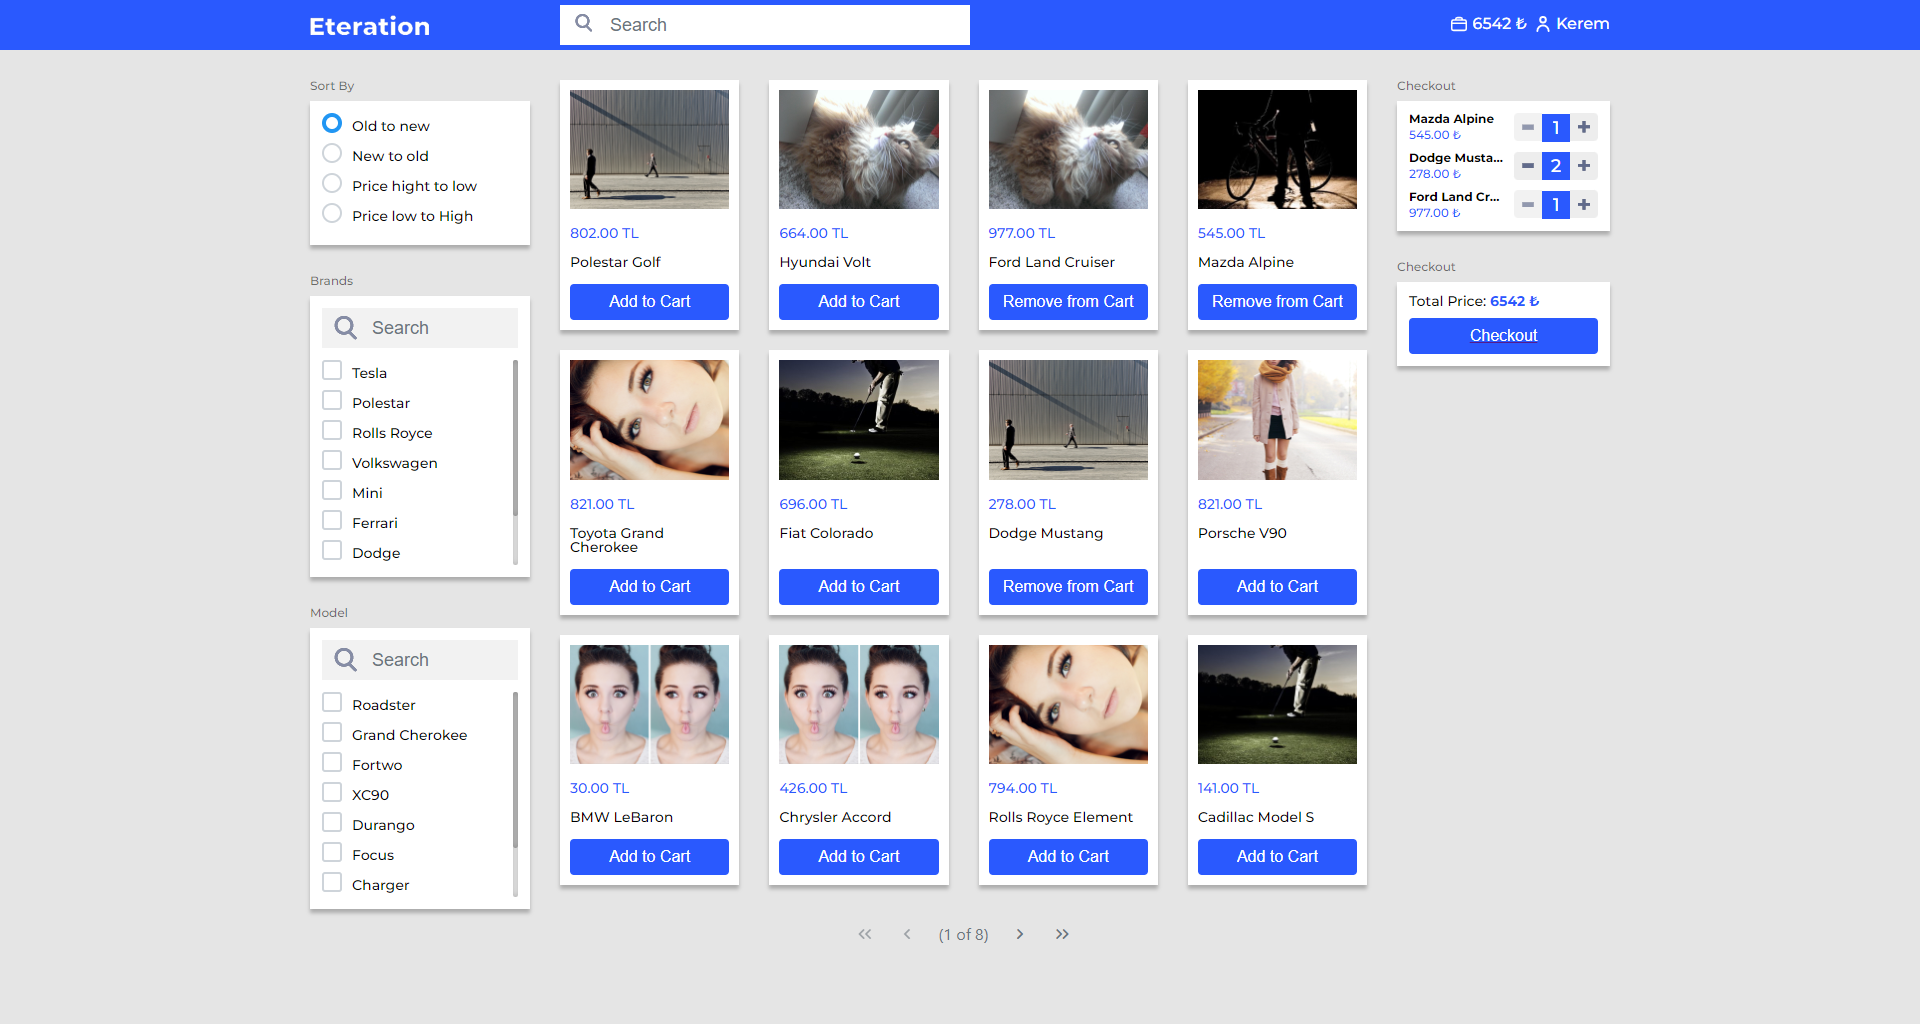 Eteration
Search
6542 ₺
Kerem
Sort By
Old to new
New to old
Price hight to low
Price low to High
Brands
Search
Tesla
Polestar
Rolls Royce
Volkswagen
Mini
Ferrari
Dodge
Model
Search
Roadster
Grand Cherokee
Fortwo
XC90
Durango
Focus
Charger
802.00 TL
Polestar Golf
Add to Cart
664.00 TL
Hyundai Volt
Add to Cart
977.00 TL
Ford Land Cruiser
Remove from Cart
545.00 TL
Mazda Alpine
Remove from Cart
821.00 TL
Toyota Grand
Cherokee
Add to Cart
696.00 TL
Fiat Colorado
Add to Cart
278.00 TL
Dodge Mustang
Remove from Cart
821.00 TL
Porsche V90
Add to Cart
30.00 TL
BMW LeBaron
Add to Cart
426.00 TL
Chrysler Accord
Add to Cart
794.00 TL
Rolls Royce Element
Add to Cart
141.00 TL
Cadillac Model S
Add to Cart
(1 of 8)
Checkout
Mazda Alpine
545.00 ₺
1
Dodge Musta...
278.00 ₺
2
Ford Land Cr...
977.00 ₺
1
Checkout
Total Price: 6542 ₺
Checkout